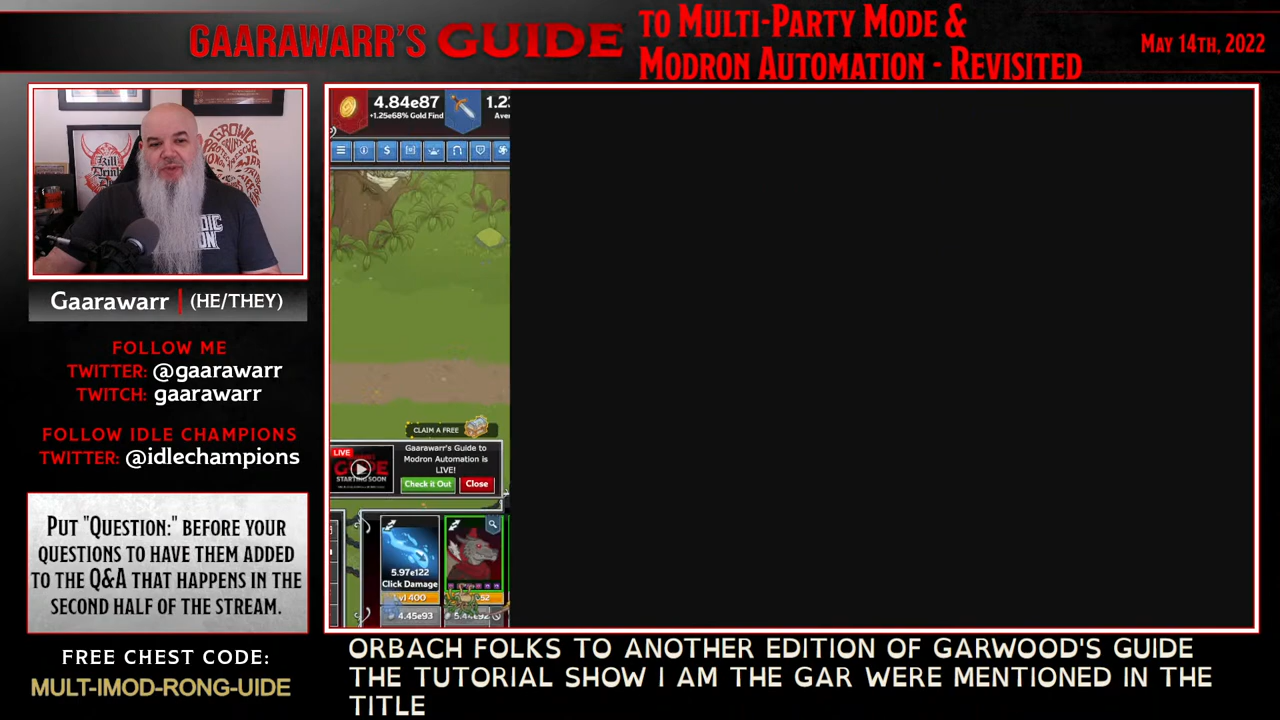 GAARAWARR'S GUIDE
TO MULTI-PARTY MODE &
MODRON AUTOMATION - REVISITED
MAY 14TH, 2022
Gaarawarr | (HE/THEY)
FOLLOW ME
TWITTER: @gaarawarr
TWITCH: gaarawarr
FOLLOW IDLE CHAMPIONS
TWITTER: @idlechampions
PUT "QUESTION:" BEFORE YOUR
QUESTIONS TO HAVE THEM ADDED
TO THE Q&A THAT HAPPENS IN THE
SECOND HALF OF THE STREAM.
FREE CHEST CODE:
MULT-IMOD-RONG-UIDE
4.84e87
+1.25e68% Gold Find
CLAIM A FREE
LIVE
STARTING SOON
Gaarawarr's Guide to
Modron Automation is
LIVE!
Check it Out
Close
5.97e122
Click Damage
Lvl 400
4.45e93
ORBACH FOLKS TO ANOTHER EDITION OF GARWOOD'S GUIDE
THE TUTORIAL SHOW I AM THE GAR WERE MENTIONED IN THE
TITLE